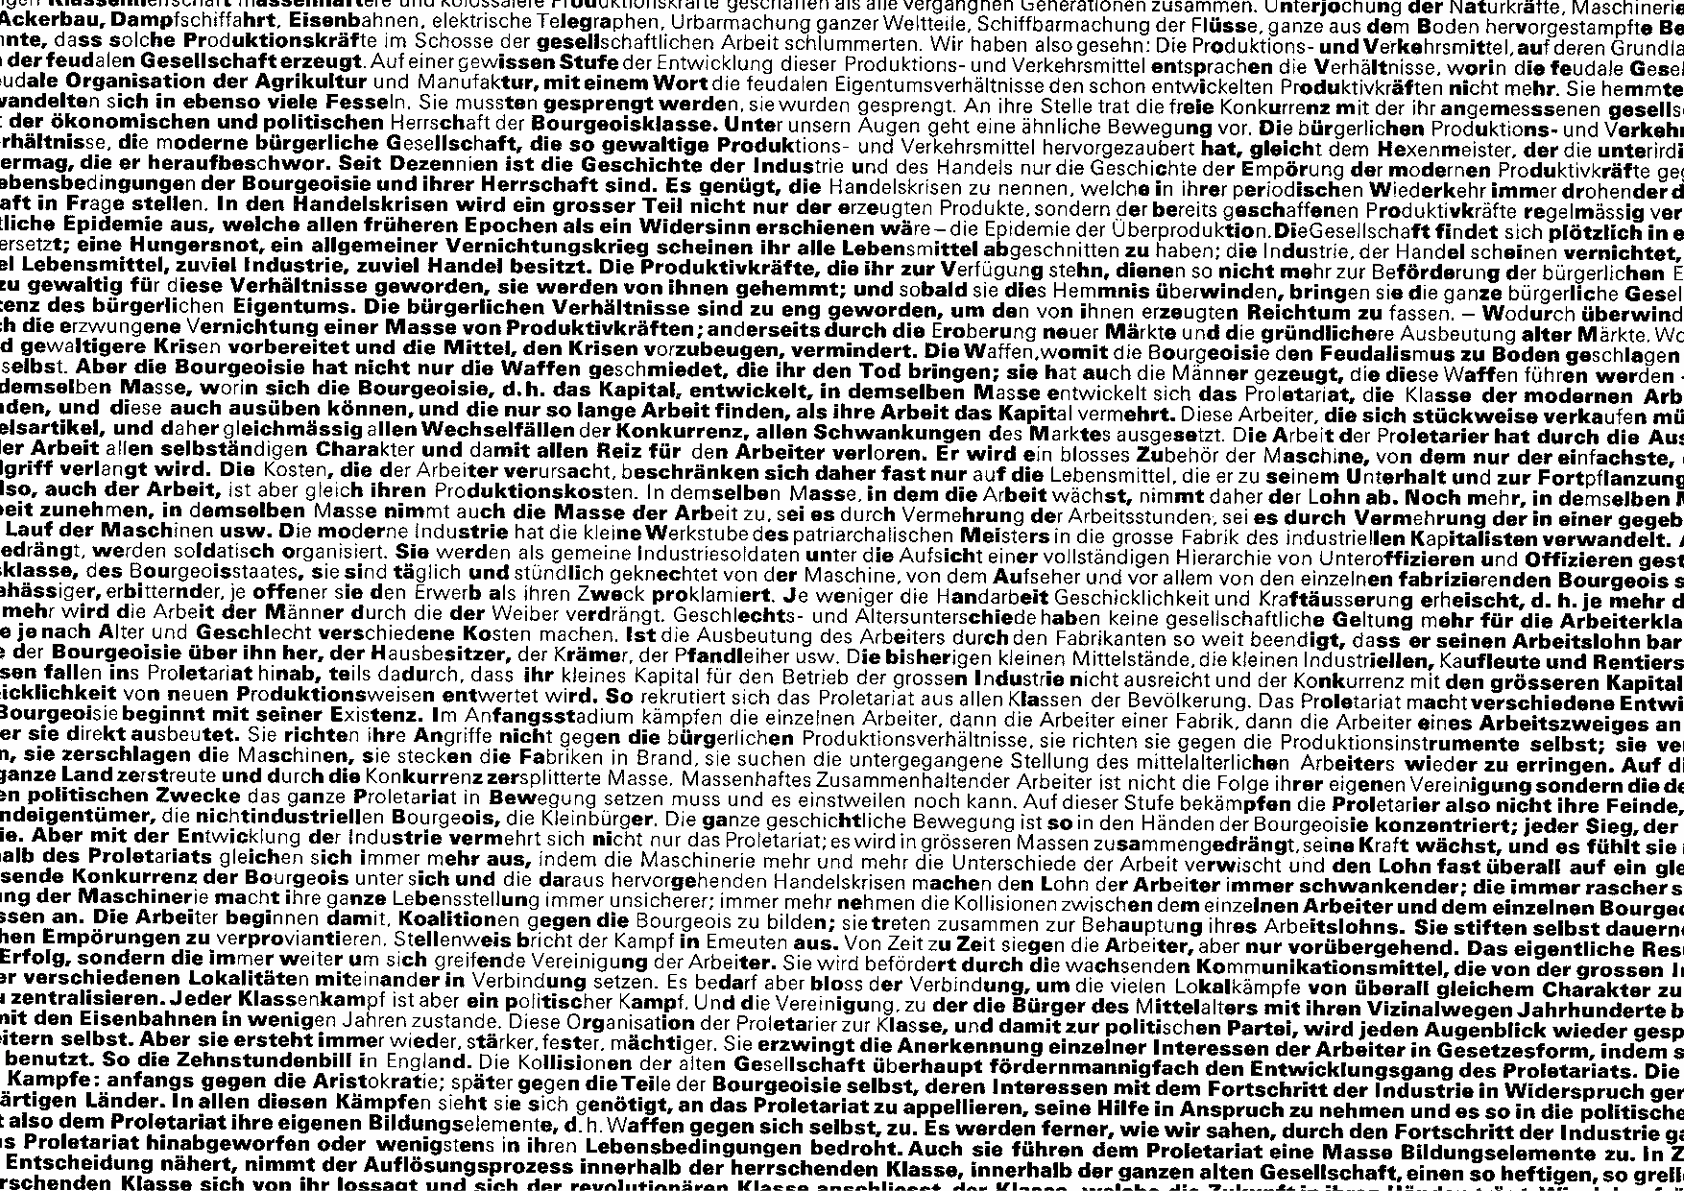 massenhaftere und kolossalere Produktionskräfte geschaffen als alle vergangnen Generationen zusammen. Unterjochung der Naturkräfte, Maschinerie
Ackerbau, Dampfschiffahrt, Eisenbahnen, elektrische Telegraphen, Urbarmachung ganzer Weltteile, Schiffbarmachung der Flüsse, ganze aus dem Boden hervorgestampfte Be
nte, dass solche Produktionskräfte im Schosse der gesellschaftlichen Arbeit schlummerten. Wir haben also gesehn: Die Produktions- und Verkehrsmittel, auf deren Grundla
der feudalen Gesellschaft erzeugt. Auf einer gewissen Stufe der Entwicklung dieser Produktions- und Verkehrsmittel entsprachen die Verhältnisse, worin die feudale Gesel
eudale Organisation der Agrikultur und Manufaktur, mit einem Wort die feudalen Eigentumsverhältnisse den schon entwickelten Produktivkräften nicht mehr. Sie hemmte
wandelten sich in ebenso viele Fesseln. Sie mussten gesprengt werden, sie wurden gesprengt. An ihre Stelle trat die freie Konkurrenz mit der ihr angemesssenen gesells
der ökonomischen und politischen Herrschaft der Bourgeoisklasse. Unter unsern Augen geht eine ähnliche Bewegung vor. Die bürgerlichen Produktions- und Verkehr
rhältnisse, die moderne bürgerliche Gesellschaft, die so gewaltige Produktions- und Verkehrsmittel hervorgezaubert hat, gleicht dem Hexenmeister, der die unterirdi
ermag, die er heraufbeschwor. Seit Dezennien ist die Geschichte der Industrie und des Handels nur die Geschichte der Empörung der modernen Produktivkräfte geg
ebensbedingungen der Bourgeoisie und ihrer Herrschaft sind. Es genügt, die Handelskrisen zu nennen, welche in ihrer periodischen Wiederkehr immer drohender d
aft in Frage stellen. In den Handelskrisen wird ein grosser Teil nicht nur der erzeugten Produkte, sondern der bereits geschaffenen Produktivkräfte regelmässig ver
tliche Epidemie aus, welche allen früheren Epochen als ein Widersinn erschienen wäre – die Epidemie der Überproduktion. Die Gesellschaft findet sich plötzlich in e
ersetzt; eine Hungersnot, ein allgemeiner Vernichtungskrieg scheinen ihr alle Lebensmittel abgeschnitten zu haben; die Industrie, der Handel scheinen vernichtet,
el Lebensmittel, zuviel Industrie, zuviel Handel besitzt. Die Produktivkräfte, die ihr zur Verfügung stehn, dienen so nicht mehr zur Beförderung der bürgerlichen E
zu gewaltig für diese Verhältnisse geworden, sie werden von ihnen gehemmt; und sobald sie dies Hemmnis überwinden, bringen sie die ganze bürgerliche Gesel
tenz des bürgerlichen Eigentums. Die bürgerlichen Verhältnisse sind zu eng geworden, um den von ihnen erzeugten Reichtum zu fassen. – Wodurch überwind
ch die erzwungene Vernichtung einer Masse von Produktivkräften; anderseits durch die Eroberung neuer Märkte und die gründlichere Ausbeutung alter Märkte. Wo
d gewaltigere Krisen vorbereitet und die Mittel, den Krisen vorzubeugen, vermindert. Die Waffen, womit die Bourgeoisie den Feudalismus zu Boden geschlagen
selbst. Aber die Bourgeoisie hat nicht nur die Waffen geschmiedet, die ihr den Tod bringen; sie hat auch die Männer gezeugt, die diese Waffen führen werden
demselben Masse, worin sich die Bourgeoisie, d.h. das Kapital, entwickelt, in demselben Masse entwickelt sich das Proletariat, die Klasse der modernen Arb
nden, und diese auch ausüben können, und die nur so lange Arbeit finden, als ihre Arbeit das Kapital vermehrt. Diese Arbeiter, die sich stückweise verkaufen mü
elsartikel, und daher gleichmässig allen Wechselfällen der Konkurrenz, allen Schwankungen des Marktes ausgesetzt. Die Arbeit der Proletarier hat durch die Aus
er Arbeit allen selbständigen Charakter und damit allen Reiz für den Arbeiter verloren. Er wird ein blosses Zubehör der Maschine, von dem nur der einfachste,
dgriff verlangt wird. Die Kosten, die der Arbeiter verursacht, beschränken sich daher fast nur auf die Lebensmittel, die er zu seinem Unterhalt und zur Fortpflanzung
lso, auch der Arbeit, ist aber gleich ihren Produktionskosten. In demselben Masse, in dem die Arbeit wächst, nimmt daher der Lohn ab. Noch mehr, in demselben M
beit zunehmen, in demselben Masse nimmt auch die Masse der Arbeit zu, sei es durch Vermehrung der Arbeitsstunden, sei es durch Vermehrung der in einer gegeb
Lauf der Maschinen usw. Die moderne Industrie hat die kleine Werkstube des patriarchalischen Meisters in die grosse Fabrik des industriellen Kapitalisten verwandelt. A
edrängt, werden soldatisch organisiert. Sie werden als gemeine Industriesoldaten unter die Aufsicht einer vollständigen Hierarchie von Unteroffizieren und Offizieren gest
sklasse, des Bourgeoisstaates, sie sind täglich und stündlich geknechtet von der Maschine, von dem Aufseher und vor allem von den einzelnen fabrizierenden Bourgeois s
ehässiger, erbitternder, je offener sie den Erwerb als ihren Zweck proklamiert. Je weniger die Handarbeit Geschicklichkeit und Kraftäusserung erheischt, d. h. je mehr d
mehr wird die Arbeit der Männer durch die der Weiber verdrängt. Geschlechts- und Altersunterschiede haben keine gesellschaftliche Geltung mehr für die Arbeiterkla
e je nach Alter und Geschlecht verschiedene Kosten machen. Ist die Ausbeutung des Arbeiters durch den Fabrikanten so weit beendigt, dass er seinen Arbeitslohn bar
e der Bourgeoisie über ihn her, der Hausbesitzer, der Krämer, der Pfandleiher usw. Die bisherigen kleinen Mittelstände, die kleinen Industriellen, Kaufleute und Rentiers
sen fallen ins Proletariat hinab, teils dadurch, dass ihr kleines Kapital für den Betrieb der grossen Industrie nicht ausreicht und der Konkurrenz mit den grösseren Kapital
icklichkeit von neuen Produktionsweisen entwertet wird. So rekrutiert sich das Proletariat aus allen Klassen der Bevölkerung. Das Proletariat macht verschiedene Entwi
Bourgeoisie beginnt mit seiner Existenz. Im Anfangsstadium kämpfen die einzelnen Arbeiter, dann die Arbeiter einer Fabrik, dann die Arbeiter eines Arbeitszweiges an
er sie direkt ausbeutet. Sie richten ihre Angriffe nicht gegen die bürgerlichen Produktionsverhältnisse, sie richten sie gegen die Produktionsinstrumente selbst; sie ve
n, sie zerschlagen die Maschinen, sie stecken die Fabriken in Brand, sie suchen die untergegangene Stellung des mittelalterlichen Arbeiters wieder zu erringen. Auf di
ganze Land zerstreute und durch die Konkurrenz zersplitterte Masse. Massenhaftes Zusammenhaltender Arbeiter ist nicht die Folge ihrer eigenen Vereinigung sondern die de
en politischen Zwecke das ganze Proletariat in Bewegung setzen muss und es einstweilen noch kann. Auf dieser Stufe bekämpfen die Proletarier also nicht ihre Feinde,
ndeigentümer, die nichtindustriellen Bourgeois, die Kleinbürger. Die ganze geschichtliche Bewegung ist so in den Händen der Bourgeoisie konzentriert; jeder Sieg, der
ie. Aber mit der Entwicklung der Industrie vermehrt sich nicht nur das Proletariat; es wird in grösseren Massen zusammengedrängt, seine Kraft wächst, und es fühlt sie
alb des Proletariats gleichen sich immer mehr aus, indem die Maschinerie mehr und mehr die Unterschiede der Arbeit verwischt und den Lohn fast überall auf ein gle
sende Konkurrenz der Bourgeois unter sich und die daraus hervorgehenden Handelskrisen machen den Lohn der Arbeiter immer schwankender; die immer rascher s
ng der Maschinerie macht ihre ganze Lebensstellung immer unsicherer; immer mehr nehmen die Kollisionen zwischen dem einzelnen Arbeiter und dem einzelnen Bourgeo
ssen an. Die Arbeiter beginnen damit, Koalitionen gegen die Bourgeois zu bilden; sie treten zusammen zur Behauptung ihres Arbeitslohns. Sie stiften selbst dauern
hen Empörungen zu verproviantieren. Stellenweis bricht der Kampf in Emeuten aus. Von Zeit zu Zeit siegen die Arbeiter, aber nur vorübergehend. Das eigentliche Res
Erfolg, sondern die immer weiter um sich greifende Vereinigung der Arbeiter. Sie wird befördert durch die wachsenden Kommunikationsmittel, die von der grossen In
er verschiedenen Lokalitäten miteinander in Verbindung setzen. Es bedarf aber bloss der Verbindung, um die vielen Lokalkämpfe von überall gleichem Charakter zu
zentralisieren. Jeder Klassenkampf ist aber ein politischer Kampf. Und die Vereinigung, zu der die Bürger des Mittelalters mit ihren Vizinalwegen Jahrhunderte b
mit den Eisenbahnen in wenigen Jahren zustande. Diese Organisation der Proletarier zur Klasse, und damit zur politischen Partei, wird jeden Augenblick wieder gesp
eitern selbst. Aber sie ersteht immer wieder, stärker, fester, mächtiger. Sie erzwingt die Anerkennung einzelner Interessen der Arbeiter in Gesetzesform, indem s
benutzt. So die Zehnstundenbill in England. Die Kollisionen der alten Gesellschaft überhaupt fördernmannigfach den Entwicklungsgang des Proletariats. Die
Kampfe: anfangs gegen die Aristokratie; später gegen die Teile der Bourgeoisie selbst, deren Interessen mit dem Fortschritt der Industrie in Widerspruch ger
ärtigen Länder. In allen diesen Kämpfen sieht sie sich genötigt, an das Proletariat zu appellieren, seine Hilfe in Anspruch zu nehmen und es so in die politische
t also dem Proletariat ihre eigenen Bildungselemente, d. h. Waffen gegen sich selbst, zu. Es werden ferner, wie wir sahen, durch den Fortschritt der Industrie ga
s Proletariat hinabgeworfen oder wenigstens in ihren Lebensbedingungen bedroht. Auch sie führen dem Proletariat eine Masse Bildungselemente zu. In Z
Entscheidung nähert, nimmt der Auflösungsprozess innerhalb der herrschenden Klasse, innerhalb der ganzen alten Gesellschaft, einen so heftigen, so grell
rschenden Klasse sich von ihr lossagt und sich der revolutionären Klasse anschliesst, der Klasse, welche die Zukunft in ihren Händen